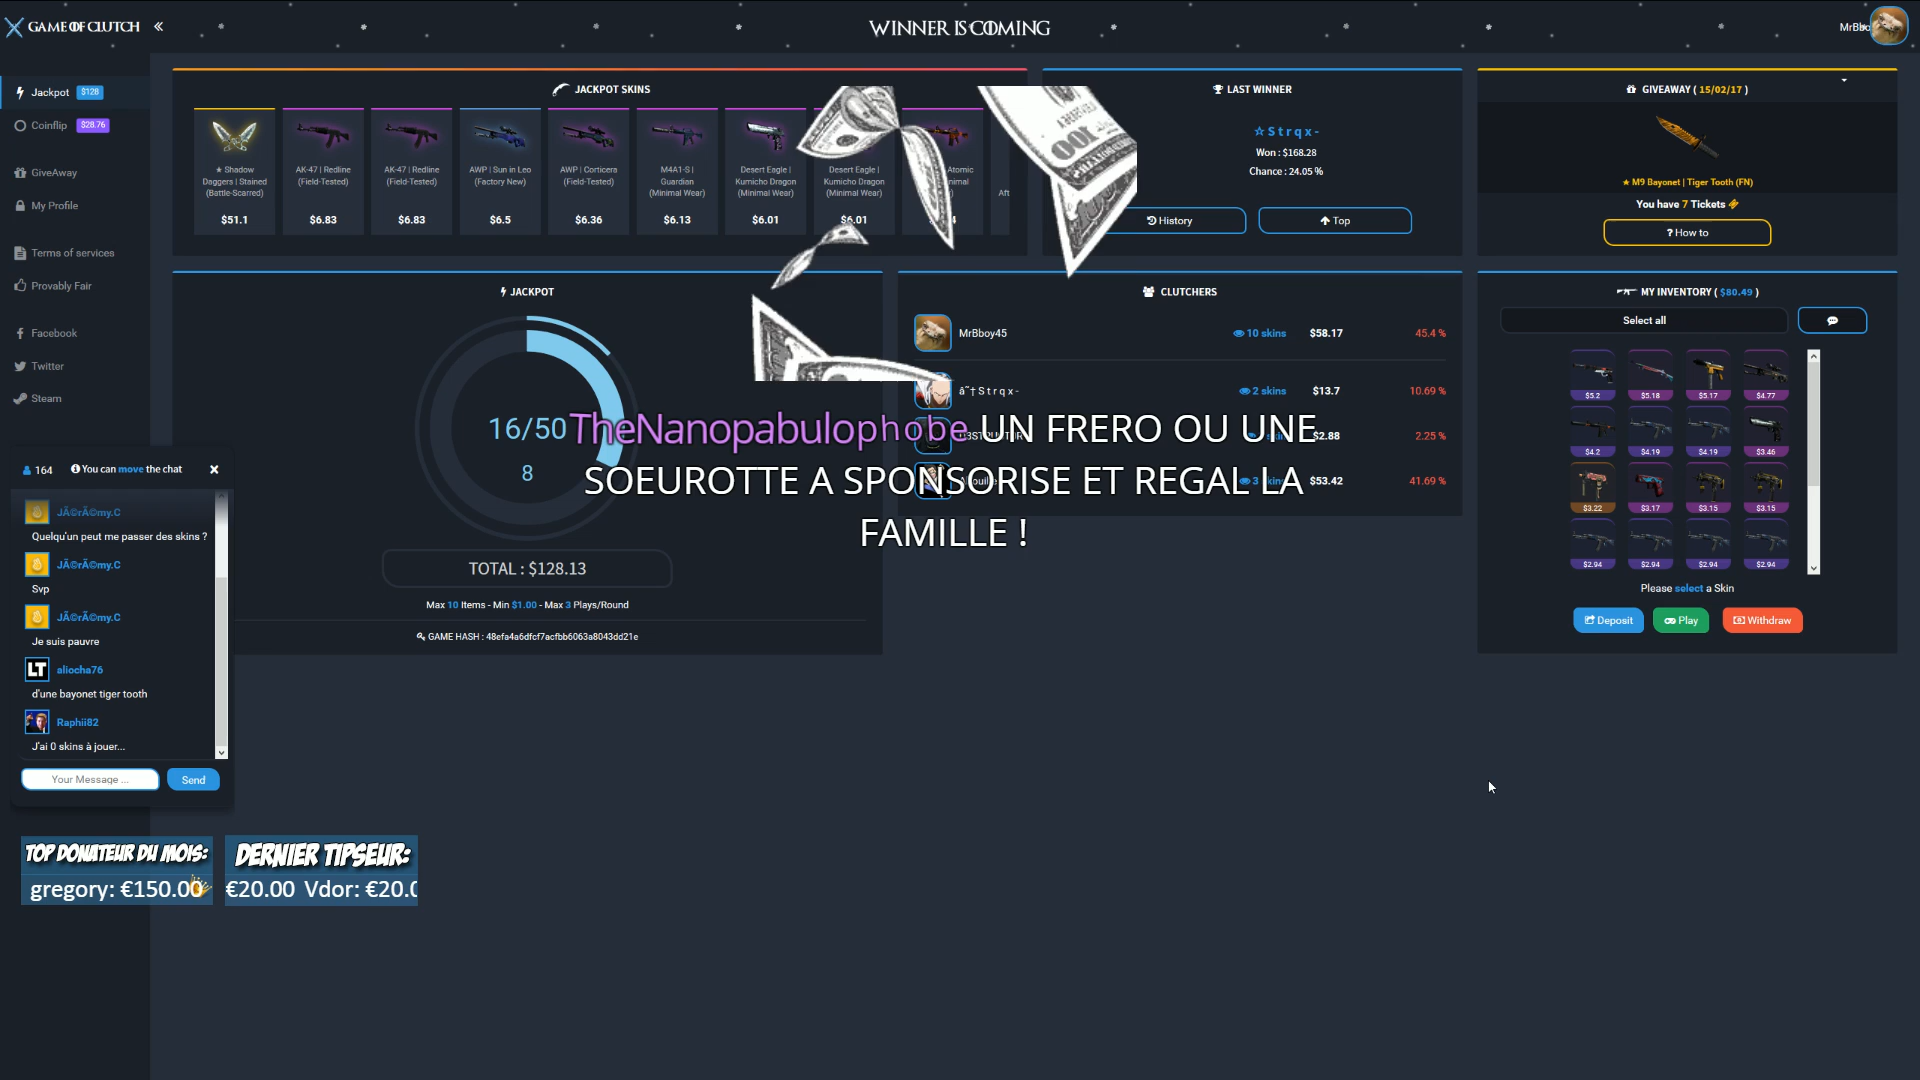 GAME OF CLUTCH «
WINNER IS COMING
MrBbo
Jackpot $128
Coinflip $28.76
GiveAway
My Profile
Terms of services
Provably Fair
Facebook
Twitter
Steam
JACKPOT SKINS
★ Shadow Daggers | Stained (Battle-Scarred)
$51.1
AK-47 | Redline (Field-Tested)
$6.83
AK-47 | Redline (Field-Tested)
$6.83
AWP | Sun in Leo (Factory New)
$6.5
AWP | Corticera (Field-Tested)
$6.36
M4A1-S | Guardian (Minimal Wear)
$6.13
Desert Eagle | Kumicho Dragon (Minimal Wear)
$6.01
Desert Eagle | Kumicho Dragon (Minimal Wear)
$6.01
Atomic
Aft
LAST WINNER
☆ S t r q x -
Won : $168.28
Chance : 24.05 %
History
Top
GIVEAWAY ( 15/02/17 )
★ M9 Bayonet | Tiger Tooth (FN)
You have 7 Tickets
? How to
JACKPOT
16/50
8
TOTAL : $128.13
Max 10 Items - Min $1.00 - Max 3 Plays/Round
GAME HASH : 48efa4a6dfcf7acfbb6063a8043dd21e
CLUTCHERS
MrBboy45 10 skins $58.17 45.4 %
â˜† S t r q x - 2 skins $13.7 10.69 %
$2.88 2.25 %
3 skins $53.42 41.69 %
TheNanopabulophobe UN FRERO OU UNE
SOEUROTTE A SPONSORISE ET REGAL LA
FAMILLE !
MY INVENTORY ( $80.49 )
Select all
$5.2 $5.18 $5.17 $4.77
$4.2 $4.19 $4.19 $3.46
$3.22 $3.17 $3.15 $3.15
$2.94 $2.94 $2.94 $2.94
Please select a Skin
Deposit
Play
Withdraw
164 You can move the chat
JÃ©rÃ©my.C
Quelqu'un peut me passer des skins ?
JÃ©rÃ©my.C
Svp
JÃ©rÃ©my.C
Je suis pauvre
LT aliocha76
d'une bayonet tiger tooth
Raphii82
J'ai 0 skins à jouer...
Your Message ...
Send
TOP DONATEUR DU MOIS:
gregory: €150.00
DERNIER TIPSEUR:
€20.00 Vdor: €20.0